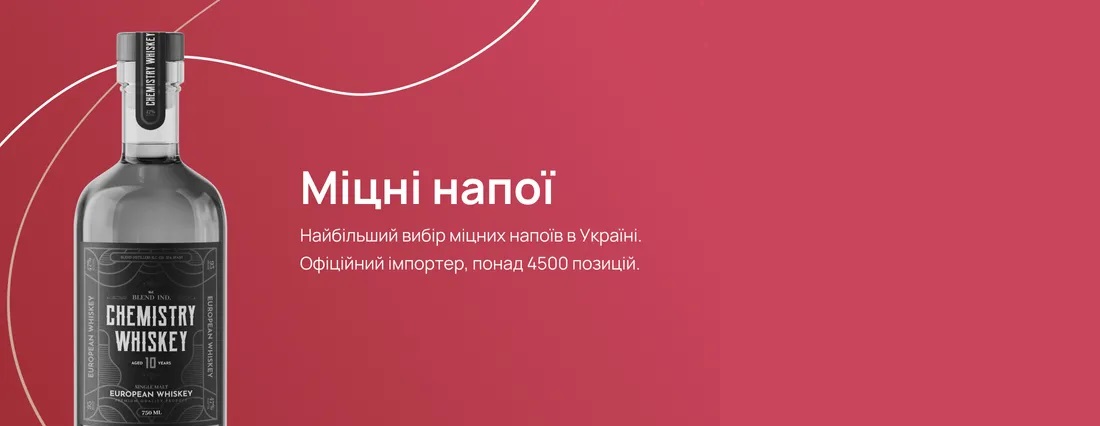 CHEMISTRY WHISKEY
Міцні напої
Найбільший вибір міцних напоїв в Україні.
Офіційний імпортер, понад 4500 позицій.
BLEND IND.
CHEMISTRY
WHISKEY
AGED 10 YEARS
EUROPEAN WHISKEY
EUROPEAN WHISKEY
SINGLE MALT
EUROPEAN WHISKEY
750 ML